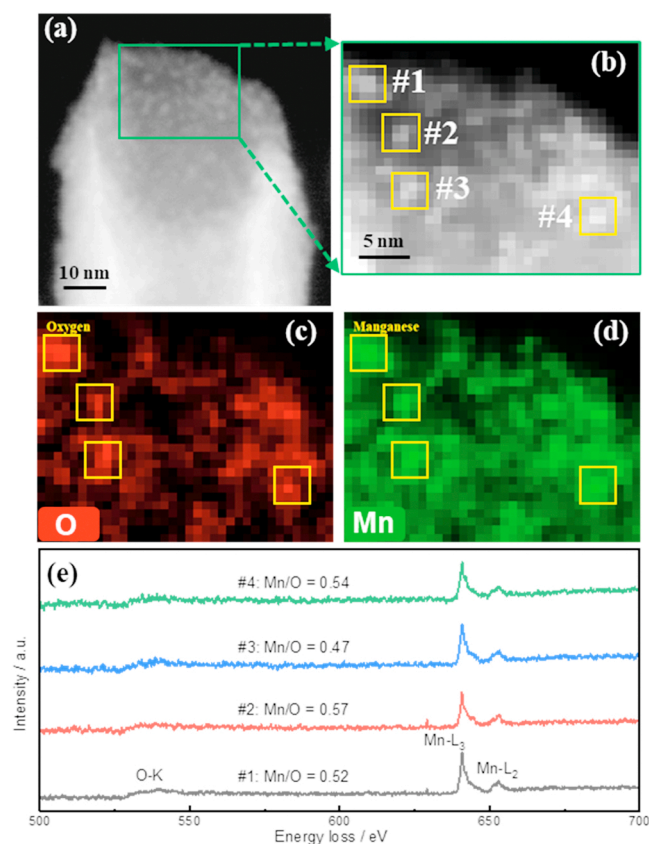 (a)
10 nm
(b)
#1
#2
#3
#4
5 nm
Oxygen
(c)
O
Manganese
(d)
Mn
(e)
#4: Mn/O = 0.54
#3: Mn/O = 0.47
#2: Mn/O = 0.57
Mn-L3
O-K
#1: Mn/O = 0.52
Mn-L2
Intensity / a.u.
500
550
600
650
700
Energy loss / eV